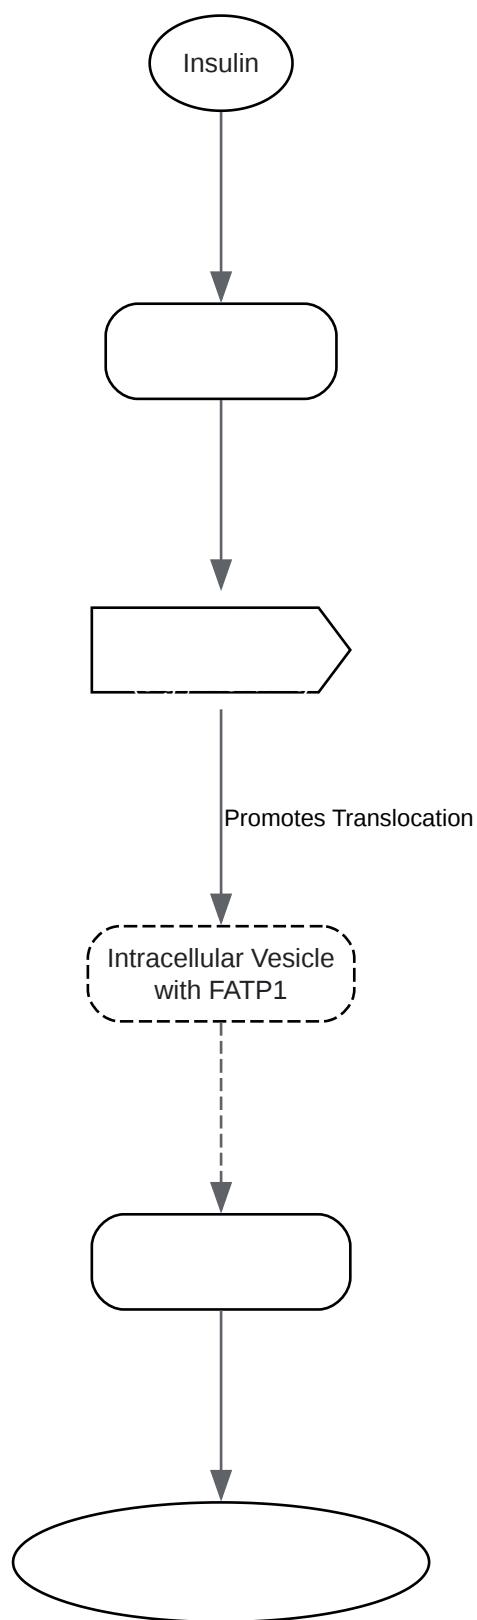 Insulin
Promotes Translocation
Intracellular Vesicle
with FATP1